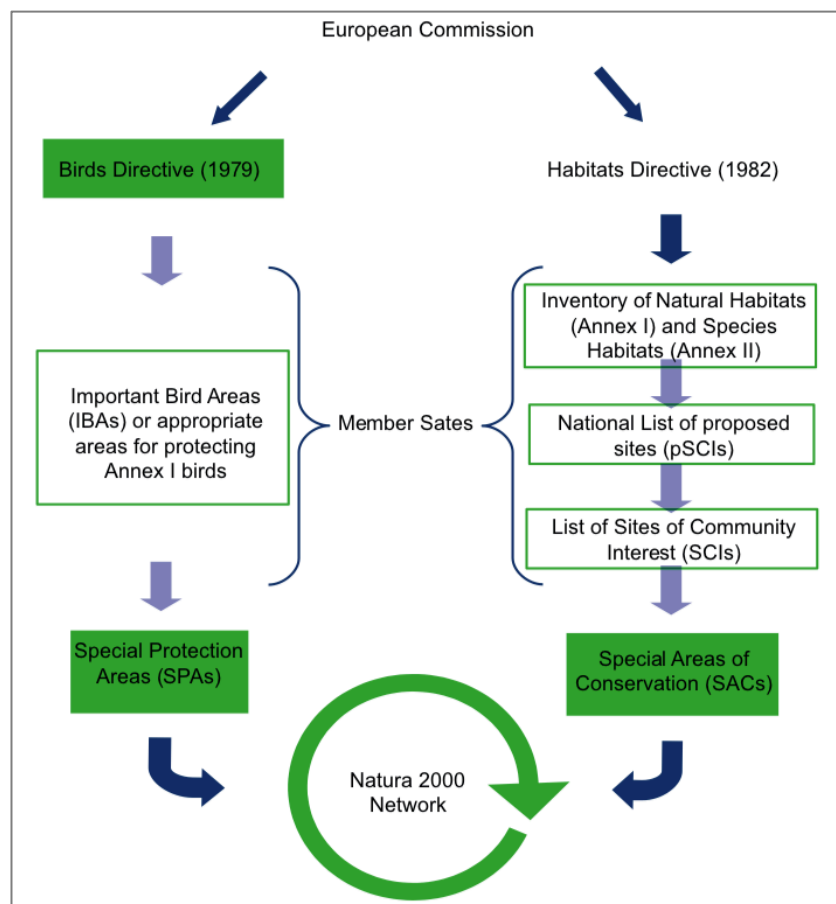 European Commission
Birds Directive (1979)
Habitats Directive (1982)
Important Bird Areas
(IBAs) or appropriate
areas for protecting
Annex I birds
Member Sates
Inventory of Natural Habitats
(Annex I) and Species
Habitats (Annex II)
National List of proposed
sites (pSCIs)
List of Sites of Community
Interest (SCIs)
Special Protection
Areas (SPAs)
Special Areas of
Conservation (SACs)
Natura 2000
Network